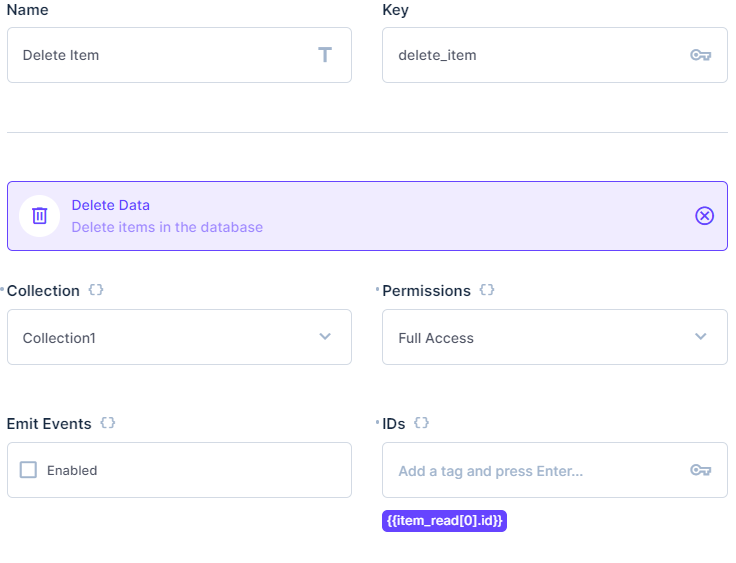 Name
Key
Delete Item
delete_item
Delete Data
Delete items in the database
Collection {}
Permissions {}
Collection1
Full Access
Emit Events {}
IDs {}
Enabled
Add a tag and press Enter...
{{item_read[0].id}}